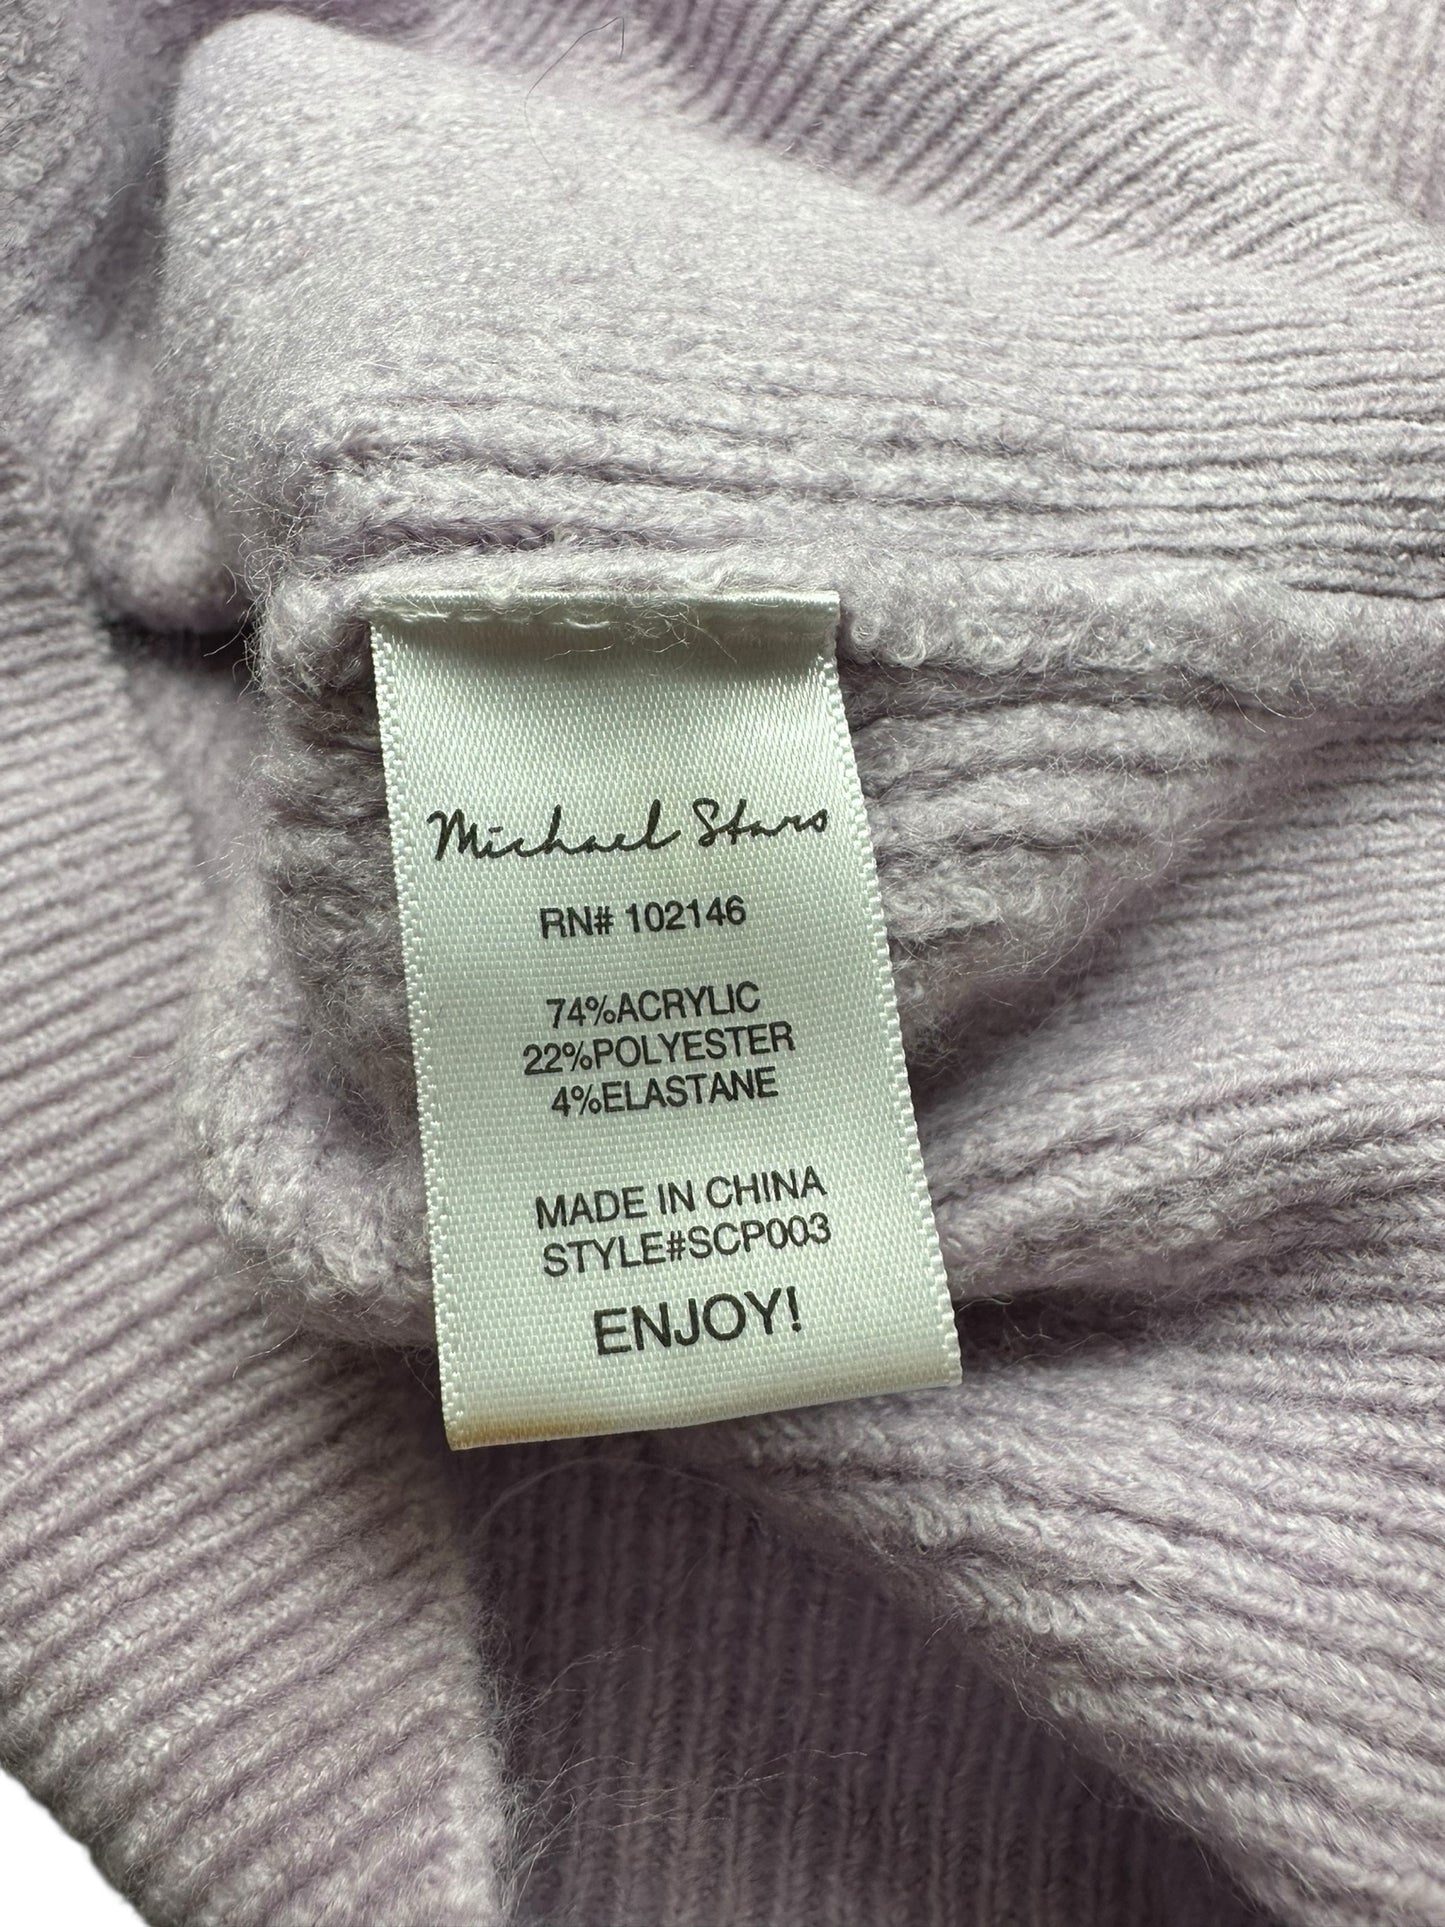 Michael Stars
RN# 102146
74%ACRYLIC
22%POLYESTER
4%ELASTANE
MADE IN CHINA
STYLE#SCP003
ENJOY!